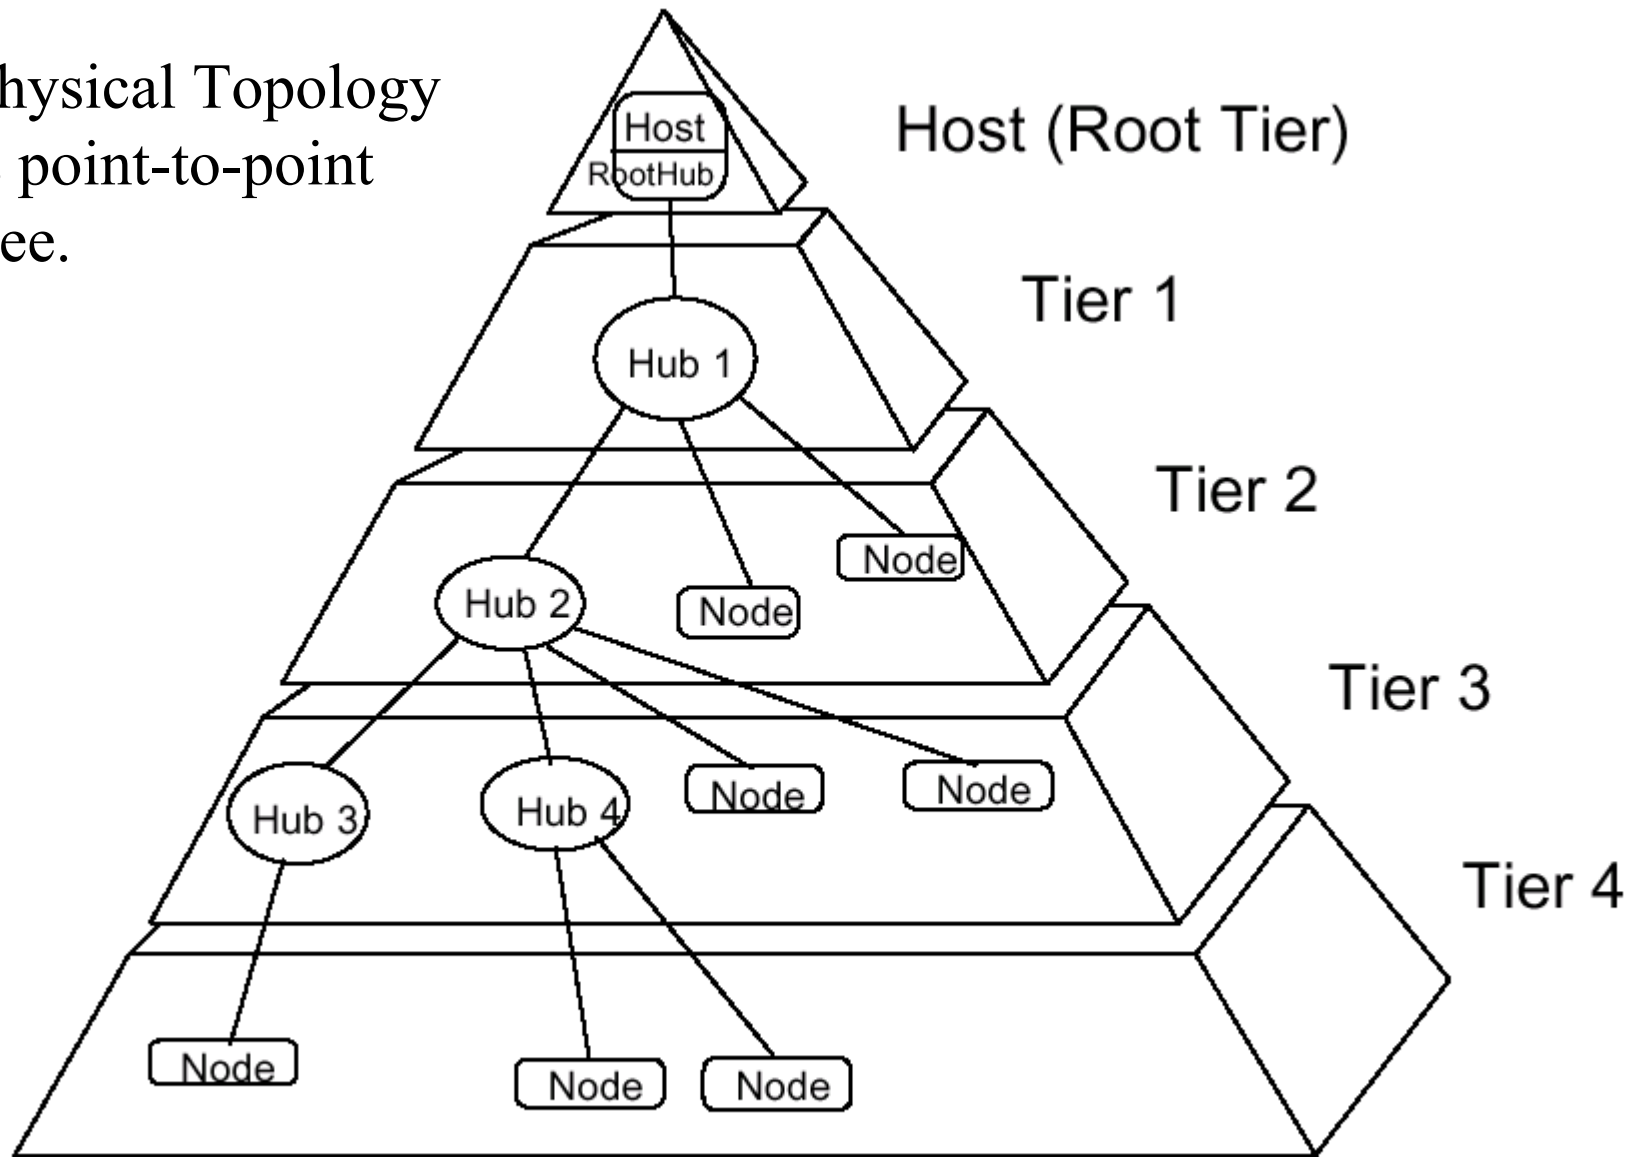 hysical Topology
point-to-point
ee.
Host
RootHub
Host (Root Tier)
Tier 1
Hub 1
Tier 2
Node
Hub 2
Node
Tier 3
Hub 3
Hub 4
Node
Node
Tier 4
Node
Node
Node